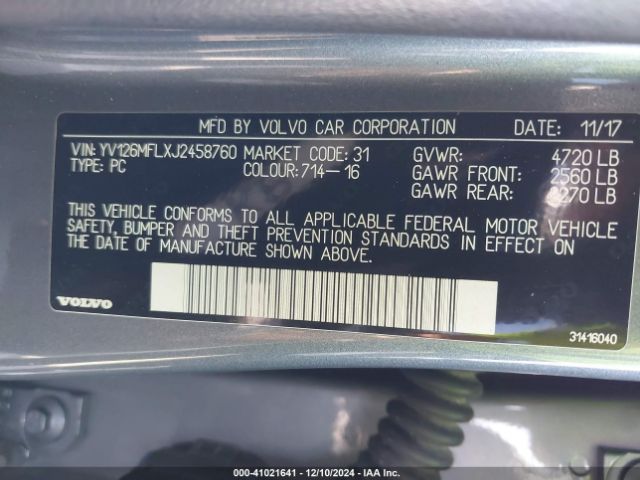 MFD BY VOLVO CAR CORPORATION DATE: 11/17
VIN: YV126MFLXJ2458760 MARKET CODE: 31 GVWR: 4720 LB
TYPE: PC COLOUR: 714-16 GAWR FRONT: 2560 LB
GAWR REAR: 2270 LB
THIS VEHICLE CONFORMS TO ALL APPLICABLE FEDERAL MOTOR VEHICLE
SAFETY, BUMPER AND THEFT PREVENTION STANDARDS IN EFFECT ON
THE DATE OF MANUFACTURE SHOWN ABOVE.
VOLVO
31416040
000-41021641 - 12/10/2024 - IAA Inc.